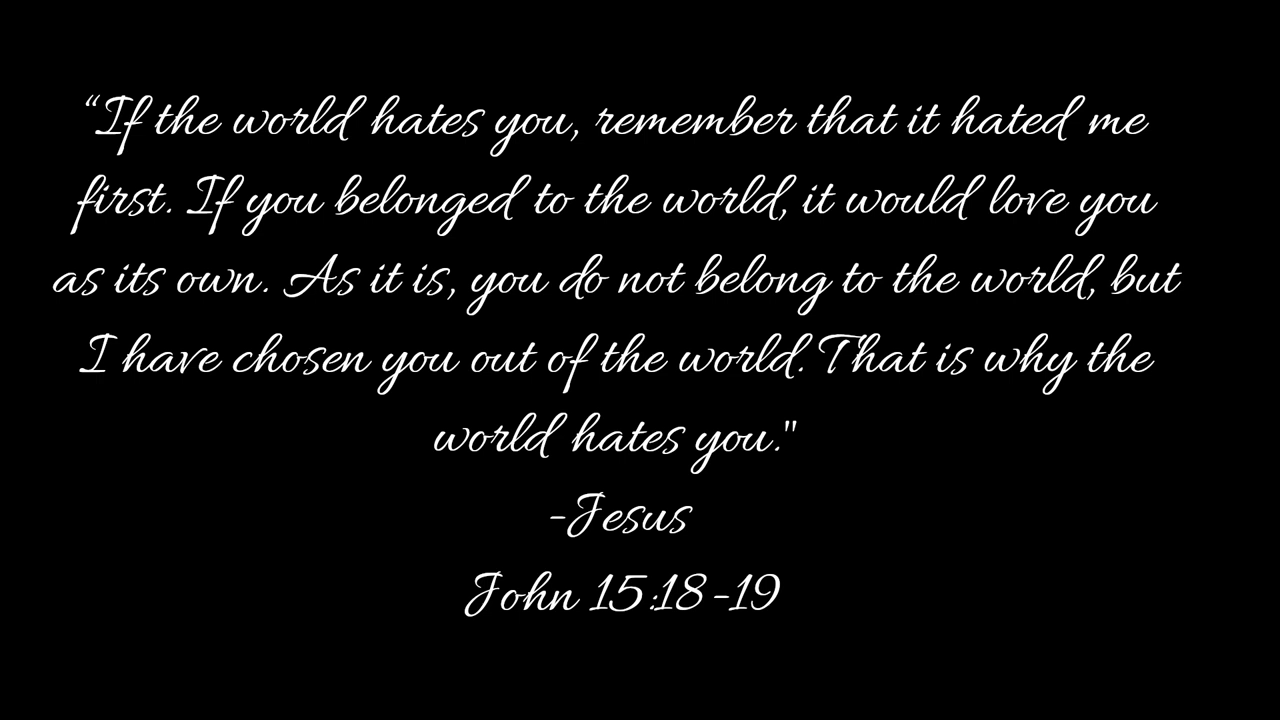 “If the world hates you, remember that it hated me
first. If you belonged to the world, it would love you
as its own. As it is, you do not belong to the world, but
I have chosen you out of the world. That is why the
world hates you."
-Jesus
John 15:18-19